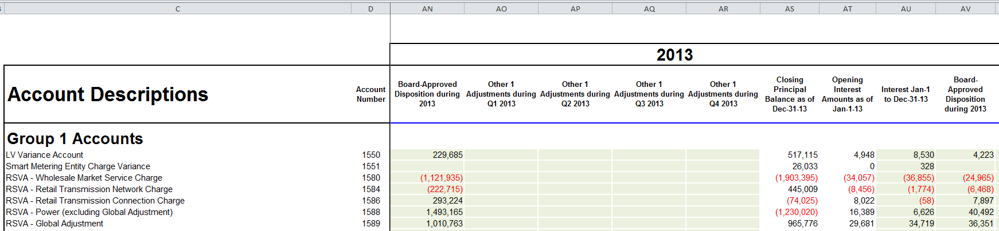 C D AN AO AP AQ AR AS AT AU AV
2013
Account Descriptions
Account
Number
Board-Approved
Disposition during
2013
Other 1
Adjustments during
Q1 2013
Other 1
Adjustments during
Q2 2013
Other 1
Adjustments during
Q3 2013
Other 1
Adjustments during
Q4 2013
Closing
Principal
Balance as of
Dec-31-13
Opening
Interest
Amounts as of
Jan-1-13
Interest Jan-1
to Dec-31-13
Board-
Approved
Disposition
during 2013
Group 1 Accounts
LV Variance Account 1550 229,685 517,115 4,948 8,530 4,223
Smart Metering Entity Charge Variance 1551 26,033 0 328
RSVA - Wholesale Market Service Charge 1580 (1,121,935) (1,903,395) (34,057) (36,855) (24,965)
RSVA - Retail Transmission Network Charge 1584 (222,715) 445,009 (8,456) (1,774) (6,468)
RSVA - Retail Transmission Connection Charge 1586 293,224 (74,025) 8,022 (58) 7,897
RSVA - Power (excluding Global Adjustment) 1588 1,493,165 (1,230,020) 16,389 6,626 40,492
RSVA - Global Adjustment 1589 1,010,763 965,776 29,681 34,719 36,351